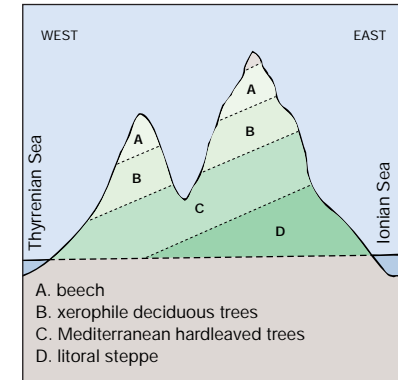 WEST
EAST
Thyrrenian Sea
Ionian Sea
A
A
B
B
C
D
A. beech
B. xerophile deciduous trees
C. Mediterranean hardleaved trees
D. litoral steppe